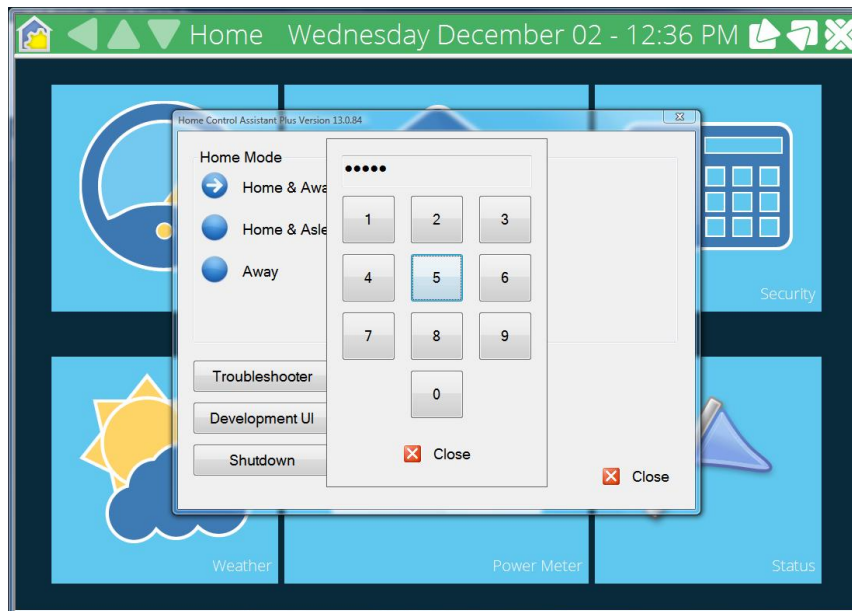 Home Wednesday December 02 - 12:36 PM
Home Control Assistant Plus Version 13.0.84
Home Mode
Home & Awa
Home & Asle
Away
Troubleshooter
Development UI
Shutdown
•••••
1 2 3
4 5 6
7 8 9
0
Close
Close
Security
Weather
Power Meter
Status